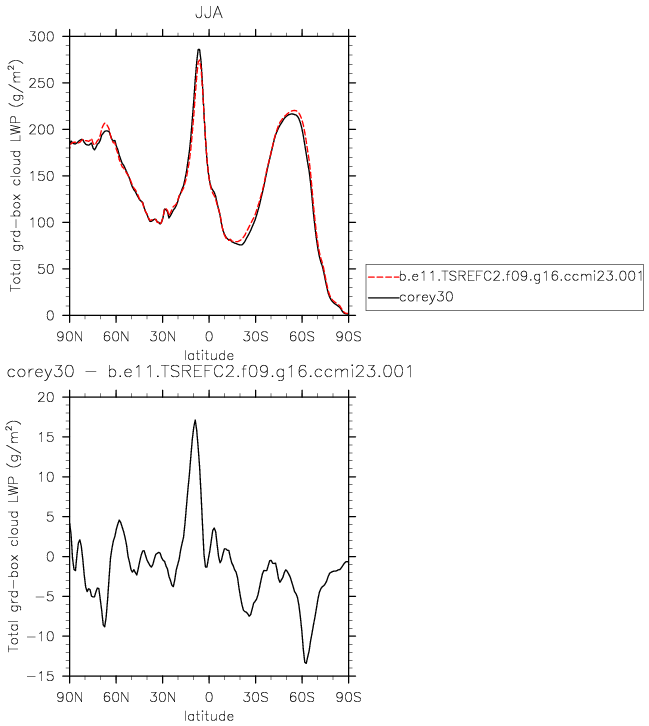 JJA
Total grd-box cloud LWP (g/m²)
300
250
200
150
100
50
0
90N 60N 30N 0 30S 60S 90S
latitude
b.e11.TSREFC2.f09.g16.ccmi23.001
corey30
corey30 - b.e11.TSREFC2.f09.g16.ccmi23.001
Total grd-box cloud LWP (g/m²)
20
15
10
5
0
-5
-10
-15
90N 60N 30N 0 30S 60S 90S
latitude